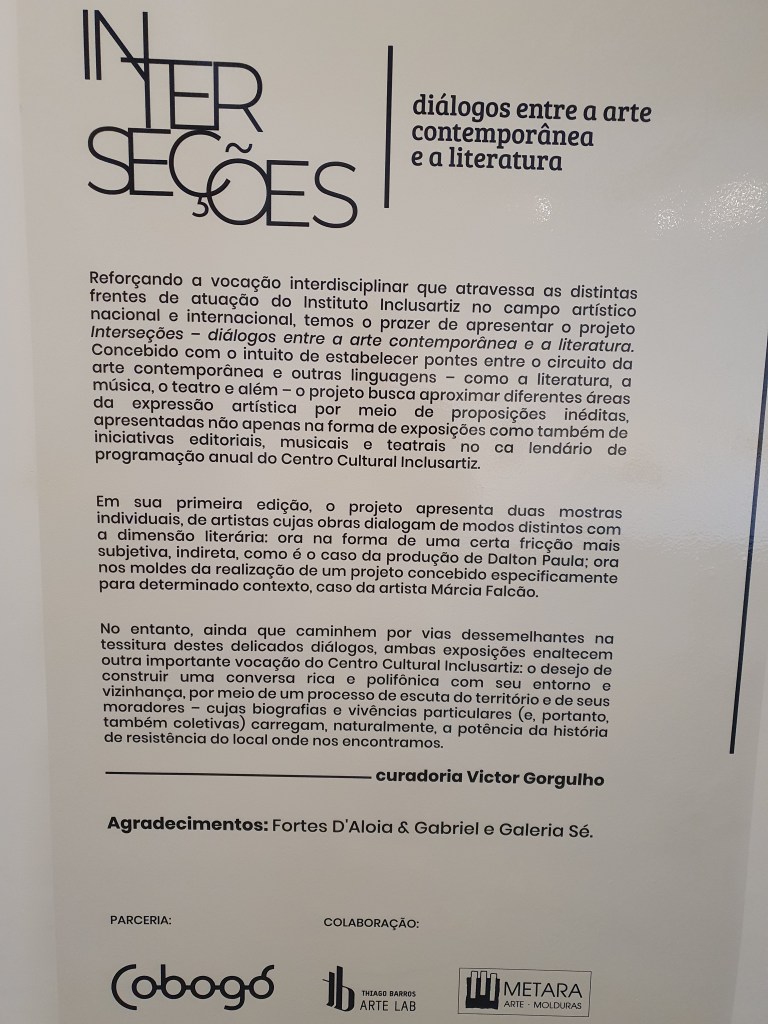 INTER
SEÇÕES
diálogos entre a arte
contemporânea
e a literatura
Reforçando a vocação interdisciplinar que atravessa as distintas
frentes de atuação do Instituto Inclusartiz no campo artístico
nacional e internacional, temos o prazer de apresentar o projeto
Interseções – diálogos entre a arte contemporânea e a literatura.
Concebido com o intuito de estabelecer pontes entre o circuito da
arte contemporânea e outras linguagens – como a literatura, a
música, o teatro e além – o projeto busca aproximar diferentes áreas
da expressão artística por meio de proposições inéditas,
apresentadas não apenas na forma de exposições como também de
iniciativas editoriais, musicais e teatrais no ca lendário de
programação anual do Centro Cultural Inclusartiz.
Em sua primeira edição, o projeto apresenta duas mostras
individuais, de artistas cujas obras dialogam de modos distintos com
a dimensão literária: ora na forma de uma certa fricção mais
subjetiva, indireta, como é o caso da produção de Dalton Paula; ora
nos moldes da realização de um projeto concebido especificamente
para determinado contexto, caso da artista Márcia Falcão.
No entanto, ainda que caminhem por vias dessemelhantes na
tessitura destes delicados diálogos, ambas exposições enaltecem
outra importante vocação do Centro Cultural Inclusartiz: o desejo de
construir uma conversa rica e polifônica com seu entorno e
vizinhança, por meio de um processo de escuta do território e de seus
moradores – cujas biografias e vivências particulares (e, portanto,
também coletivas) carregam, naturalmente, a potência da história
de resistência do local onde nos encontramos.
curadoria Victor Gorgulho
Agradecimentos: Fortes D'Aloia & Gabriel e Galeria Sé.
PARCERIA:
COLABORAÇÃO:
Cobogó
tb
THIAGO BARROS
ARTE LAB
METARA
ARTE · MOLDURAS